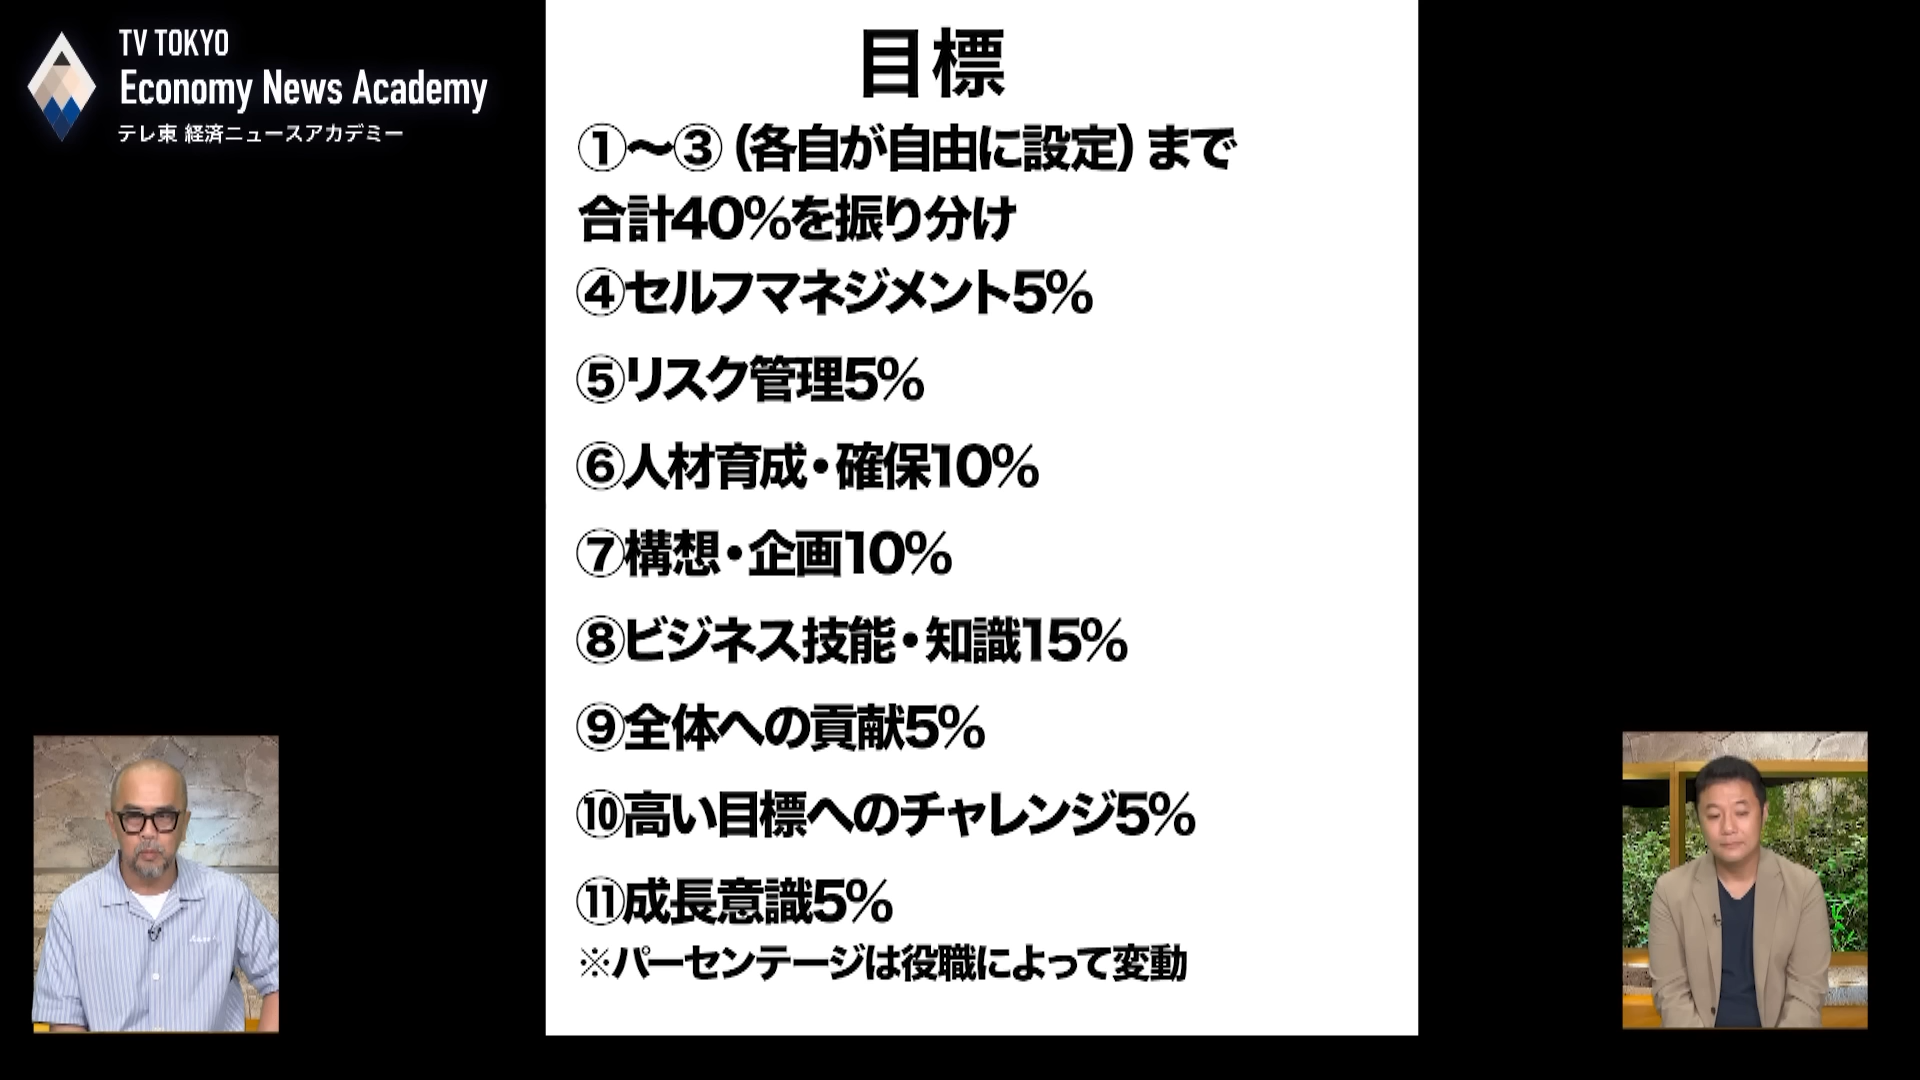 TV TOKYO
Economy News Academy
テレ東 経済ニュースアカデミー
目標
①～③（各自が自由に設定）まで
合計40%を振り分け
④セルフマネジメント5%
⑤リスク管理5%
⑥人材育成・確保10%
⑦構想・企画10%
⑧ビジネス技能・知識15%
⑨全体への貢献5%
⑩高い目標へのチャレンジ5%
⑪成長意識5%
※パーセンテージは役職によって変動